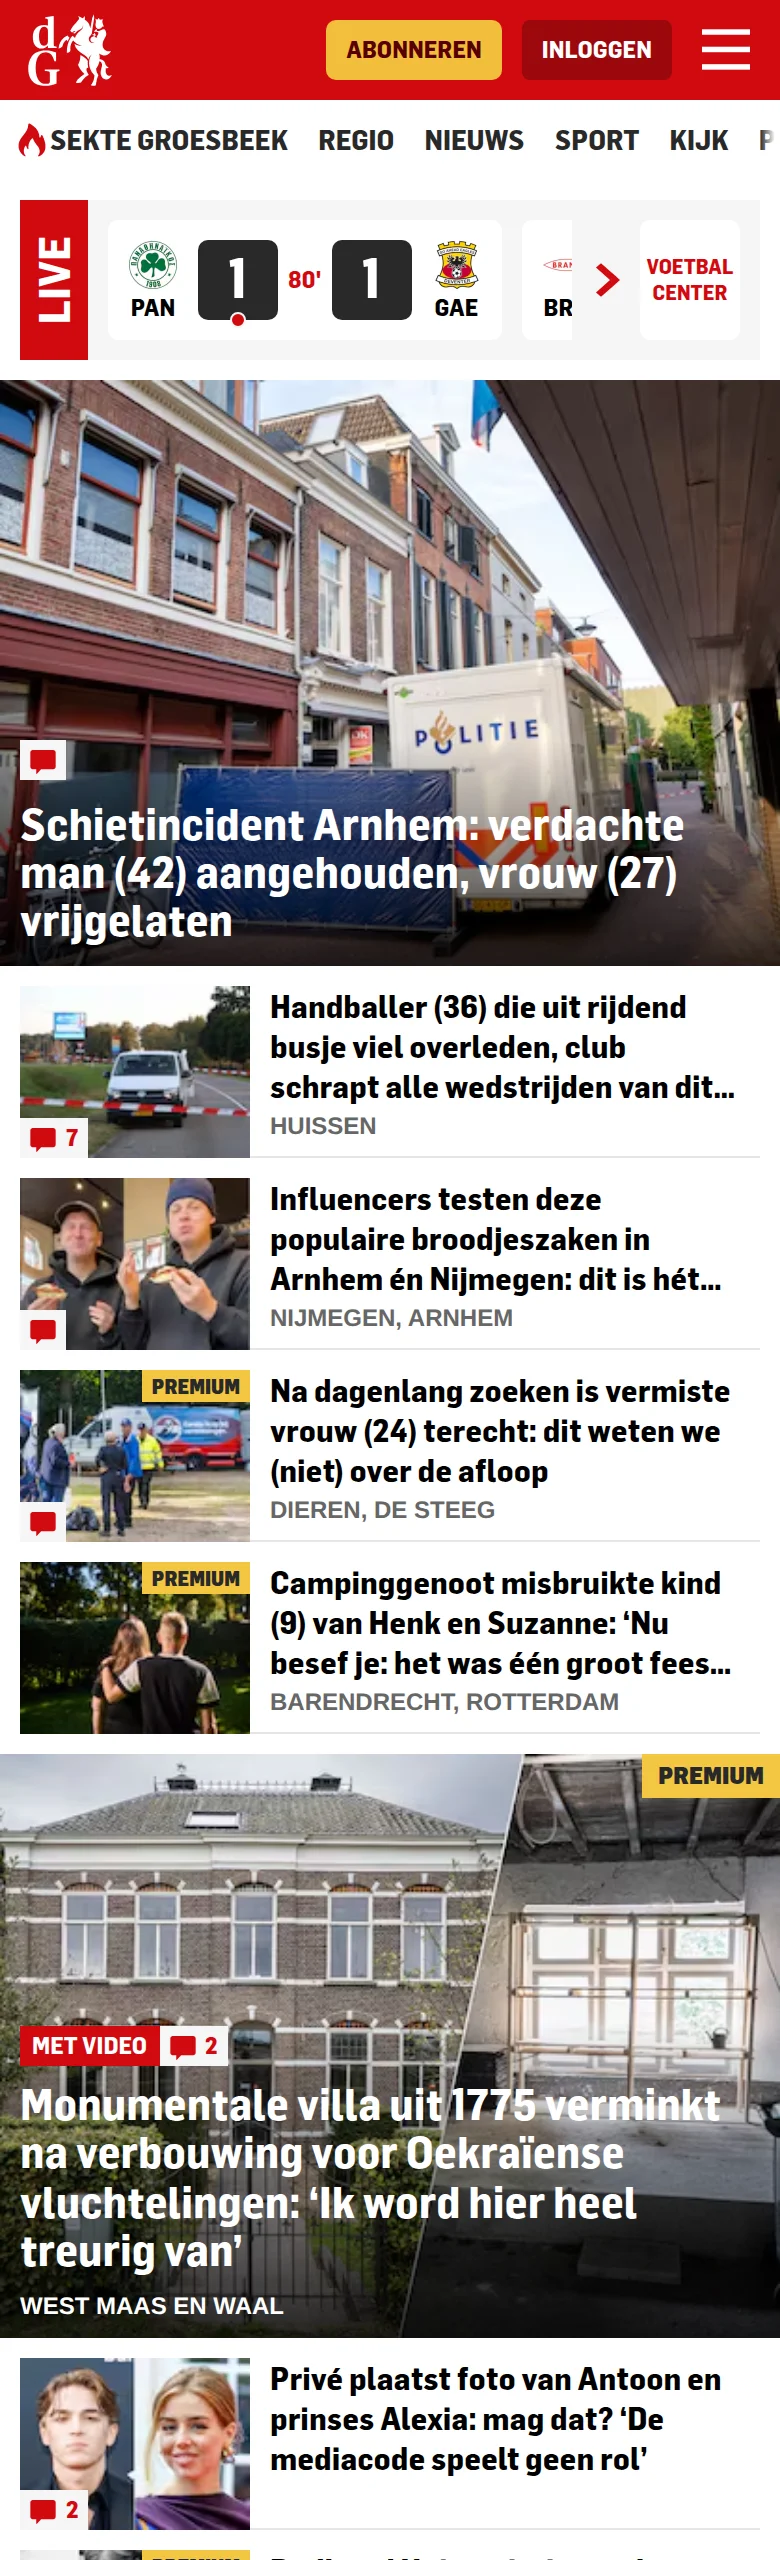 dG
ABONNEREN
INLOGGEN
SEKTE GROESBEEK
REGIO
NIEUWS
SPORT
KIJK
LIVE
PAN
1
80'
1
GAE
BRAN
BR
VOETBAL
CENTER
POLITIE
Schietincident Arnhem: verdachte
man (42) aangehouden, vrouw (27)
vrijgelaten
Handballer (36) die uit rijdend
busje viel overleden, club
schrapt alle wedstrijden van dit...
HUISSEN
7
Influencers testen deze
populaire broodjeszaken in
Arnhem én Nijmegen: dit is hét...
NIJMEGEN, ARNHEM
PREMIUM
Na dagenlang zoeken is vermiste
vrouw (24) terecht: dit weten we
(niet) over de afloop
DIEREN, DE STEEG
PREMIUM
Campinggenoot misbruikte kind
(9) van Henk en Suzanne: ‘Nu
besef je: het was één groot fees...
BARENDRECHT, ROTTERDAM
PREMIUM
MET VIDEO
2
Monumentale villa uit 1775 verminkt
na verbouwing voor Oekraïense
vluchtelingen: ‘Ik word hier heel
treurig van’
WEST MAAS EN WAAL
Privé plaatst foto van Antoon en
prinses Alexia: mag dat? ‘De
mediacode speelt geen rol’
2